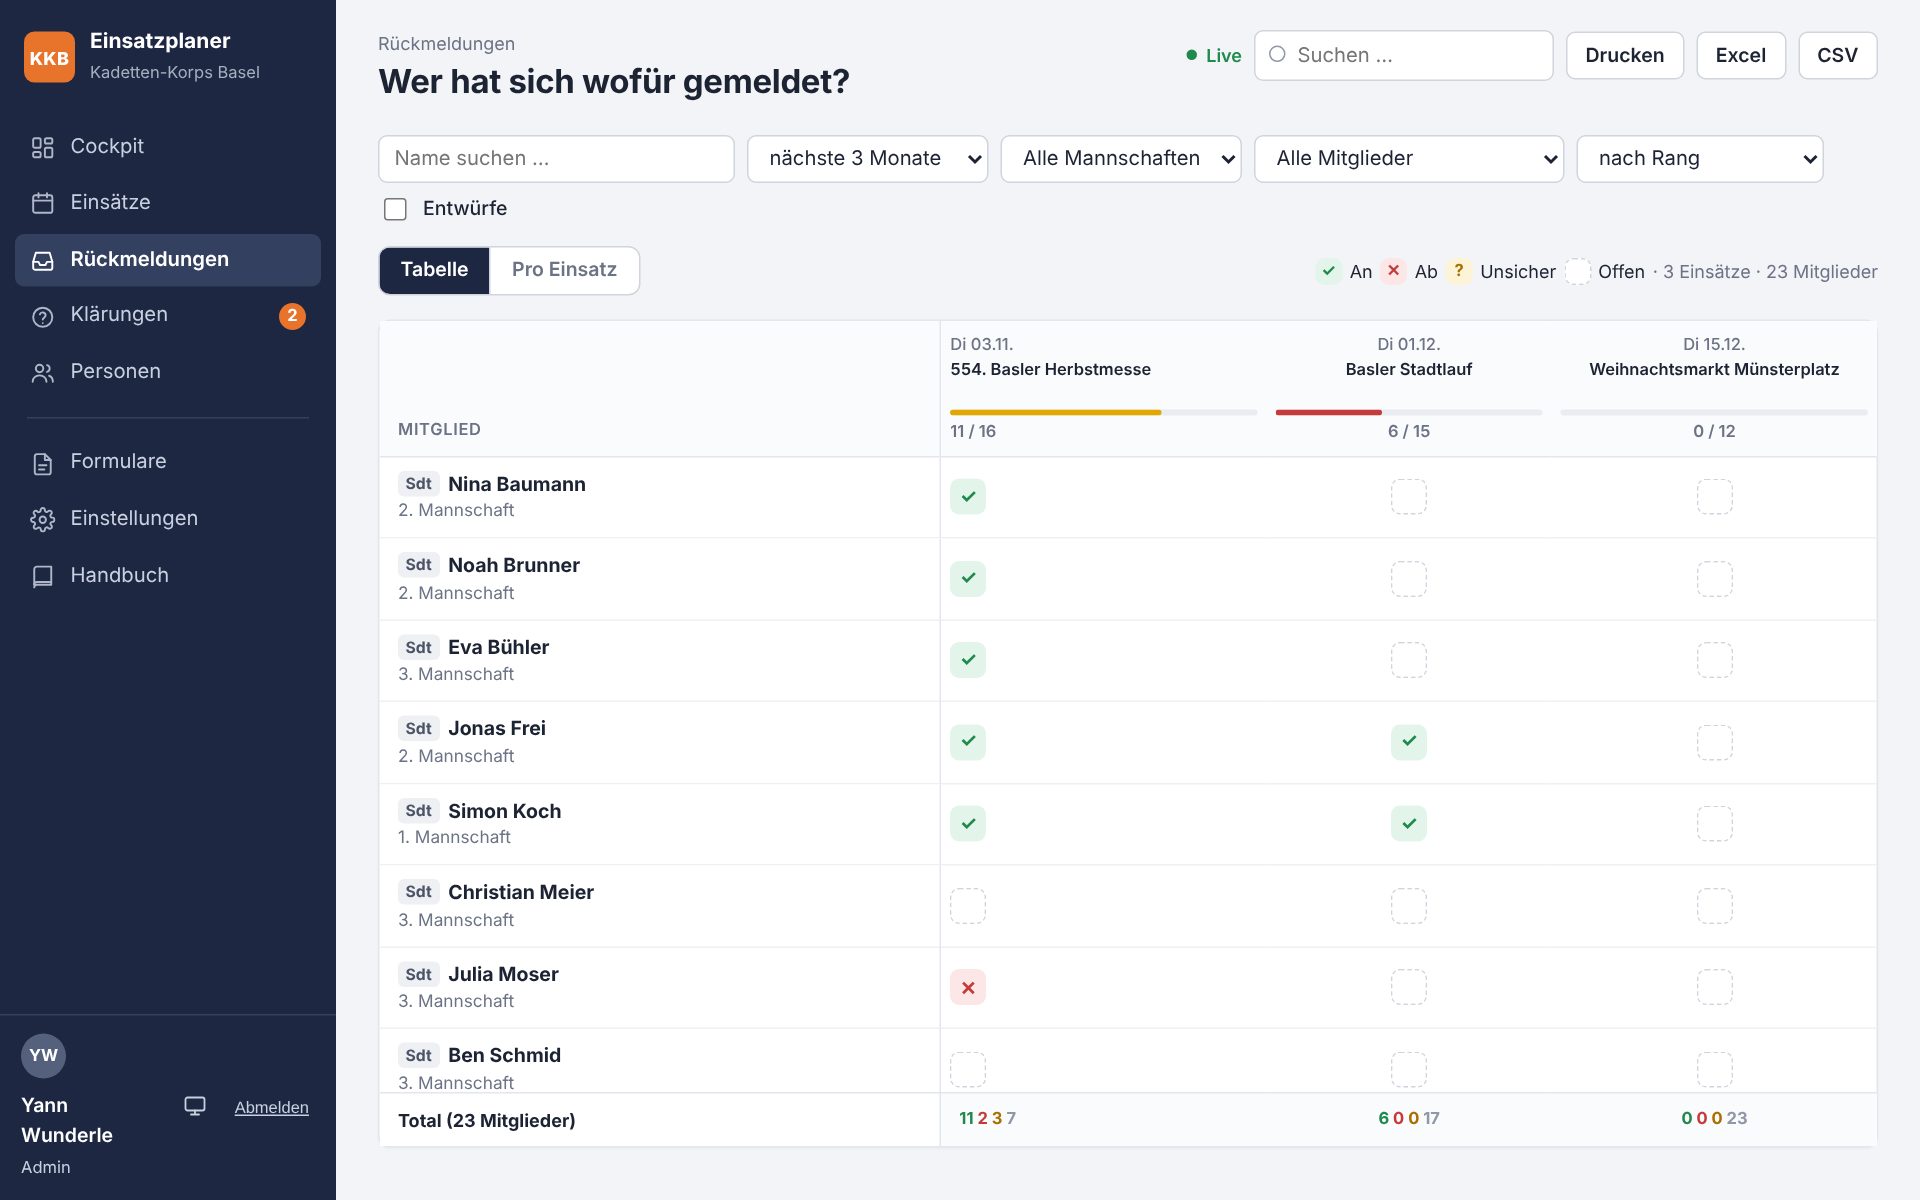 KKB
Einsatzplaner
Kadetten-Korps Basel
Cockpit
Einsätze
Rückmeldungen
Klärungen 2
Personen
Formulare
Einstellungen
Handbuch
YW
Yann
Wunderle
Abmelden
Admin
Rückmeldungen
Wer hat sich wofür gemeldet?
Live
Suchen ...
Drucken
Excel
CSV
Name suchen ...
nächste 3 Monate
Alle Mannschaften
Alle Mitglieder
nach Rang
Entwürfe
Tabelle
Pro Einsatz
An Ab ? Unsicher Offen · 3 Einsätze · 23 Mitglieder
MITGLIED
Di 03.11.
554. Basler Herbstmesse
11 / 16
Di 01.12.
Basler Stadtlauf
6 / 15
Di 15.12.
Weihnachtsmarkt Münsterplatz
0 / 12
Sdt Nina Baumann
2. Mannschaft
Sdt Noah Brunner
2. Mannschaft
Sdt Eva Bühler
3. Mannschaft
Sdt Jonas Frei
2. Mannschaft
Sdt Simon Koch
1. Mannschaft
Sdt Christian Meier
3. Mannschaft
Sdt Julia Moser
3. Mannschaft
Sdt Ben Schmid
3. Mannschaft
Total (23 Mitglieder)
11 2 3 7
6 0 0 17
0 0 0 23